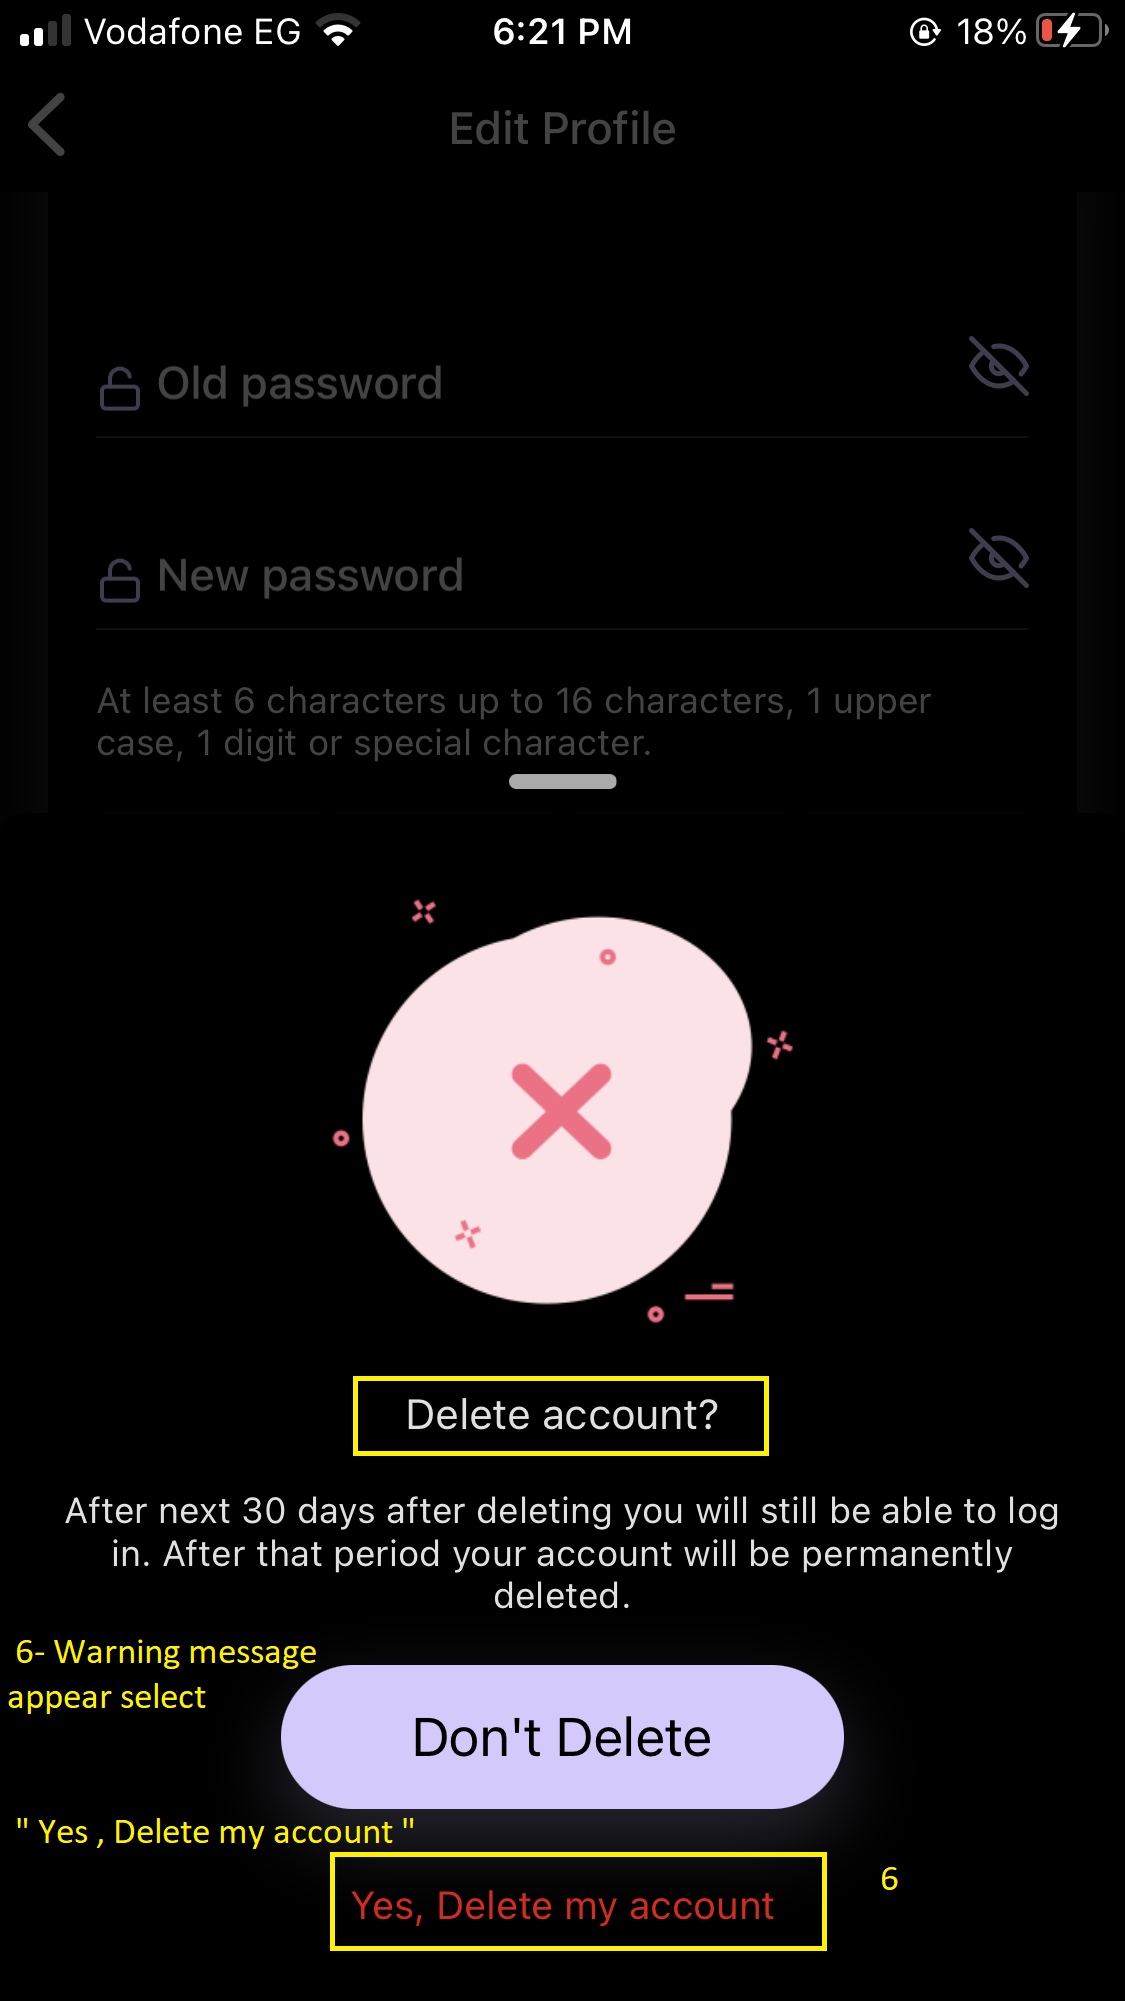 Vodafone EG 6:21 PM 18%
Edit Profile
Old password
New password
At least 6 characters up to 16 characters, 1 upper
case, 1 digit or special character.
Delete account?
After next 30 days after deleting you will still be able to log
in. After that period your account will be permanently
deleted.
6- Warning message
appear select
Don't Delete
" Yes , Delete my account "
6
Yes, Delete my account